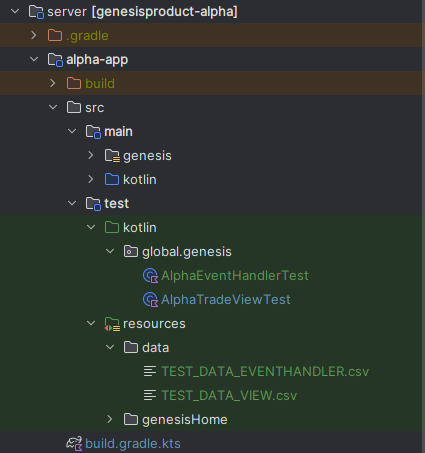 server [genesisproduct-alpha]
.gradle
alpha-app
build
src
main
genesis
kotlin
test
kotlin
global.genesis
AlphaEventHandlerTest
AlphaTradeViewTest
resources
data
TEST_DATA_EVENTHANDLER.csv
TEST_DATA_VIEW.csv
genesisHome
build.gradle.kts